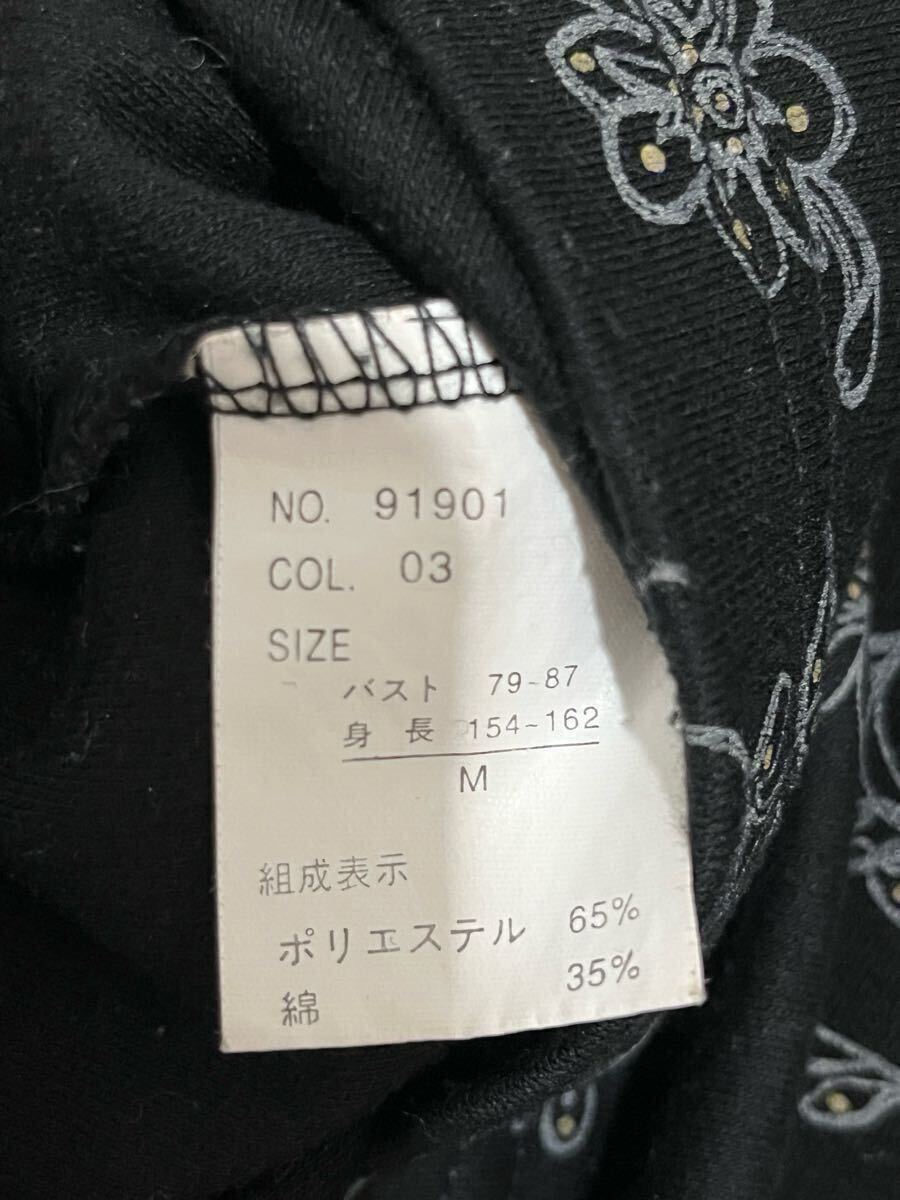 NO. 91901
COL. 03
SIZE
バスト 79-87
身長 154~162
M
組成表示
ポリエステル 65%
綿 35%